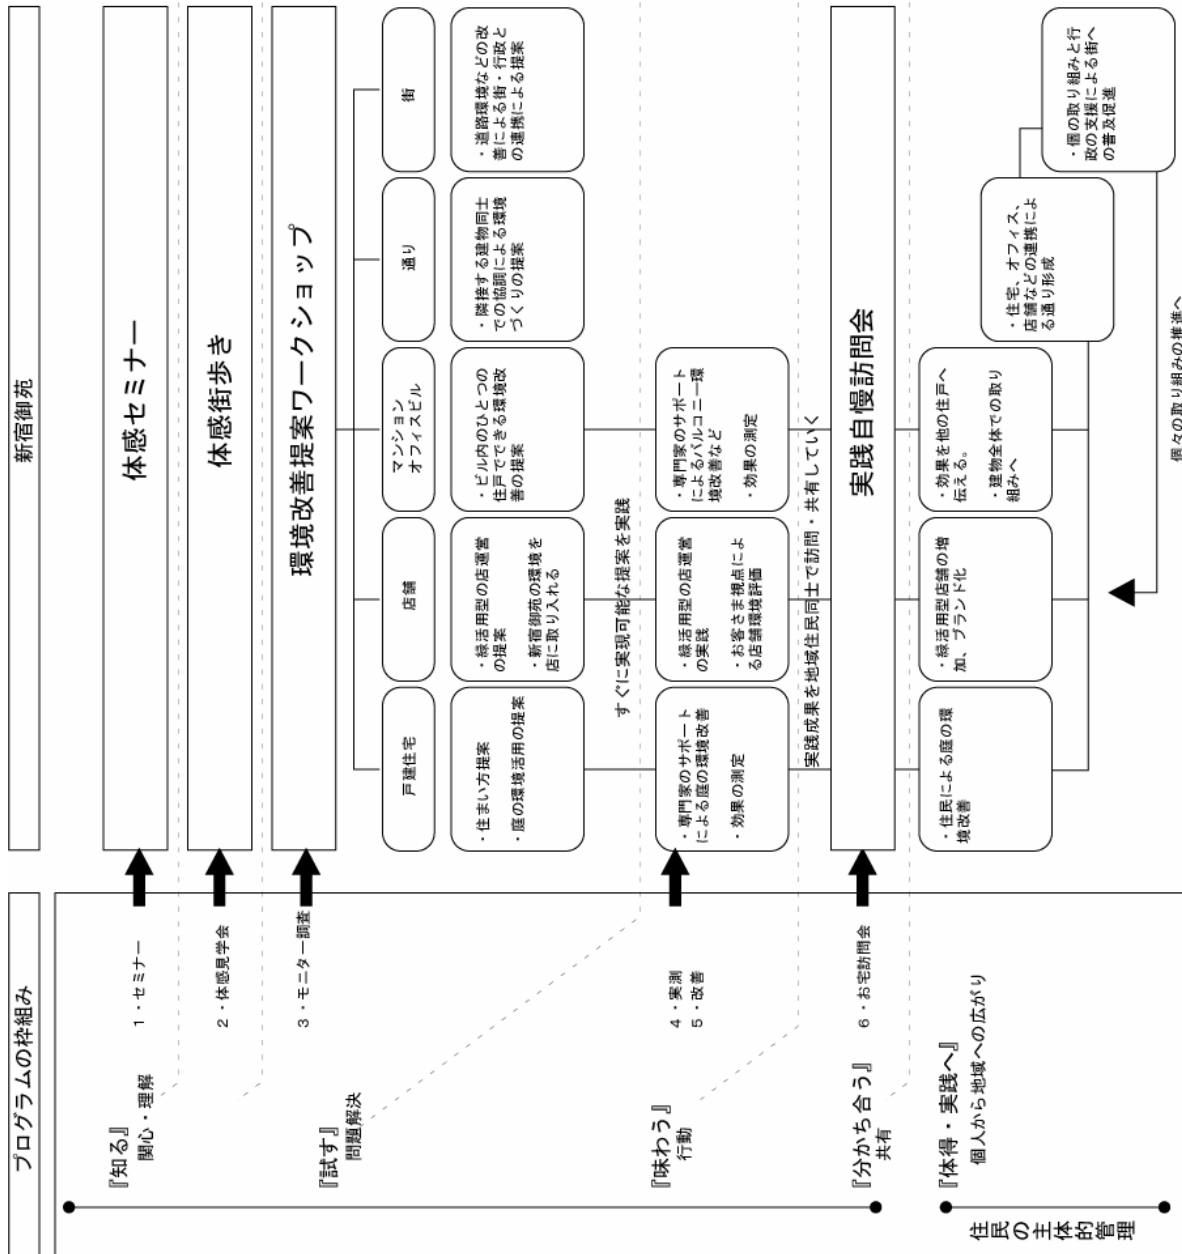 プログラムの枠組み
新宿御苑
『知る』
関心・理解
1・セミナー
体感セミナー
2・体感見学会
体感街歩き
『試す』
問題解決
3・モニター調査
環境改善提案ワークショップ
戸建住宅
店舗
マンション
オフィスビル
通り
街
・住まい方提案
・庭の環境活用の提案
・緑活用型の店運営
の提案
・新宿御苑の環境を
店に取り入れる
・ビル内のひとつの
住戸でできる環境改
善の提案
・隣接する建物同士
での協調による環境
づくりの提案
・道路環境などの改
善による街・行政と
の連携による提案
すぐに実現可能な提案を実践
『味わう』
行動
4・実測
5・改善
・専門家のサポート
による庭の環境改善
・効果の測定
・緑活用型の店運営
の実践
・お客さま視点によ
る店舗環境評価
・専門家のサポート
によるバルコニー環
境改善など
・効果の測定
実践成果を地域住民同士で訪問・共有していく
『分かち合う』
共有
6・お宅訪問会
実践自慢訪問会
『体得・実践へ』
個人から地域への広がり
・住民による庭の環
境改善
・緑活用型店舗の増
加、ブランド化
・効果を他の住戸へ
伝える。
・建物全体での取り
組みへ
・住宅、オフィス、
店舗などの連携によ
る通り形成
・個の取り組みと行
政の支援による街へ
の普及促進
個々の取り組みの推進へ
住民の主体的管理